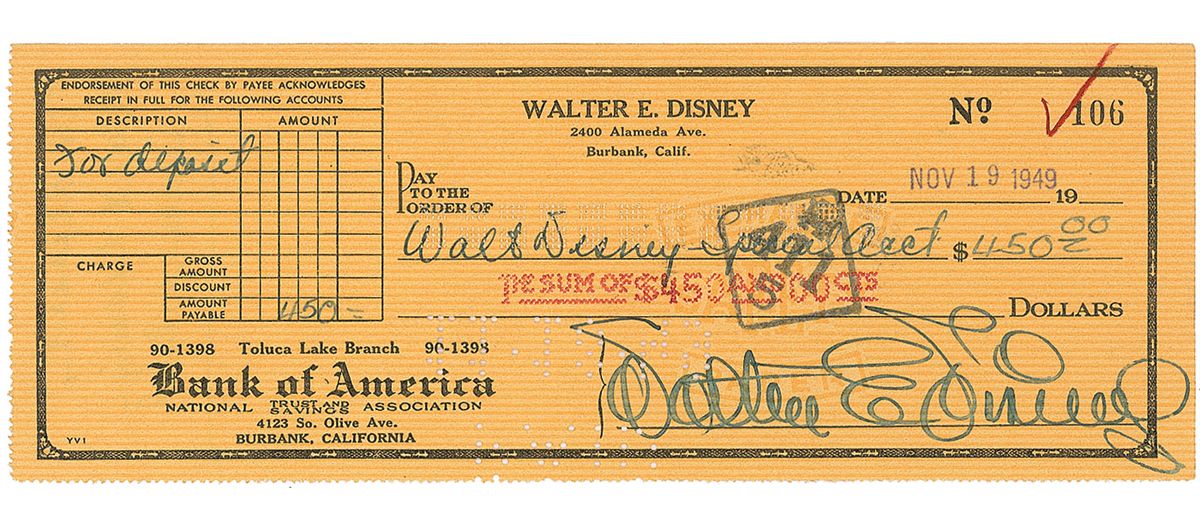 ENDORSEMENT OF THIS CHECK BY PAYEE ACKNOWLEDGES
RECEIPT IN FULL FOR THE FOLLOWING ACCOUNTS
DESCRIPTION AMOUNT
For deposit
CHARGE
GROSS AMOUNT
DISCOUNT
AMOUNT PAYABLE 450 =
WALTER E. DISNEY
2400 Alameda Ave.
Burbank, Calif.
No 106
DATE NOV 19 1949 19
PAY TO THE ORDER OF
Walt Disney - Special Acct $ 450 00
THE SUM OF $450 AND 00 CTS
DOLLARS
90-1398 Toluca Lake Branch 90-1398
Bank of America
NATIONAL TRUST AND SAVINGS ASSOCIATION
4123 So. Olive Ave.
BURBANK, CALIFORNIA
YV1
Walter E Disney